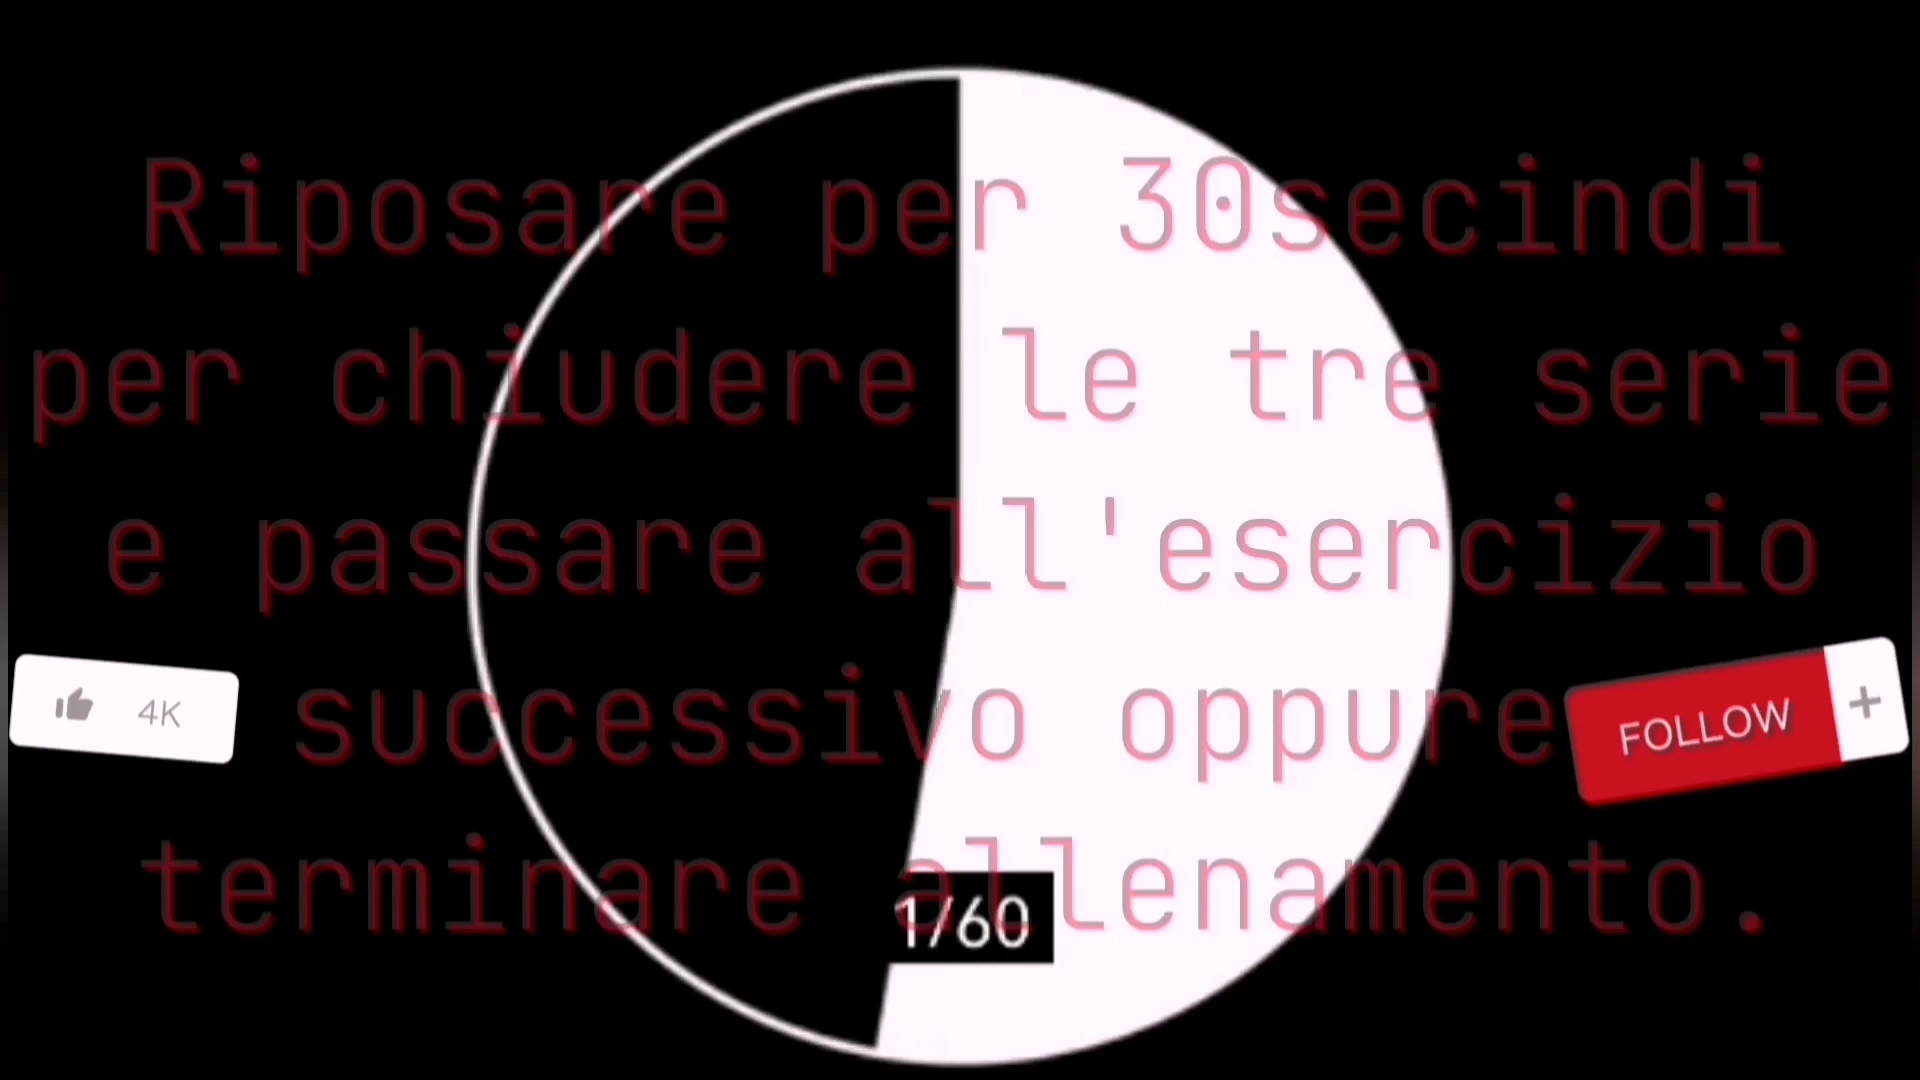 Riposare per 30secindi
per chiudere le tre serie
e passare all'esercizio
successivo oppure
terminare allenamento.
4K
FOLLOW +
1/60